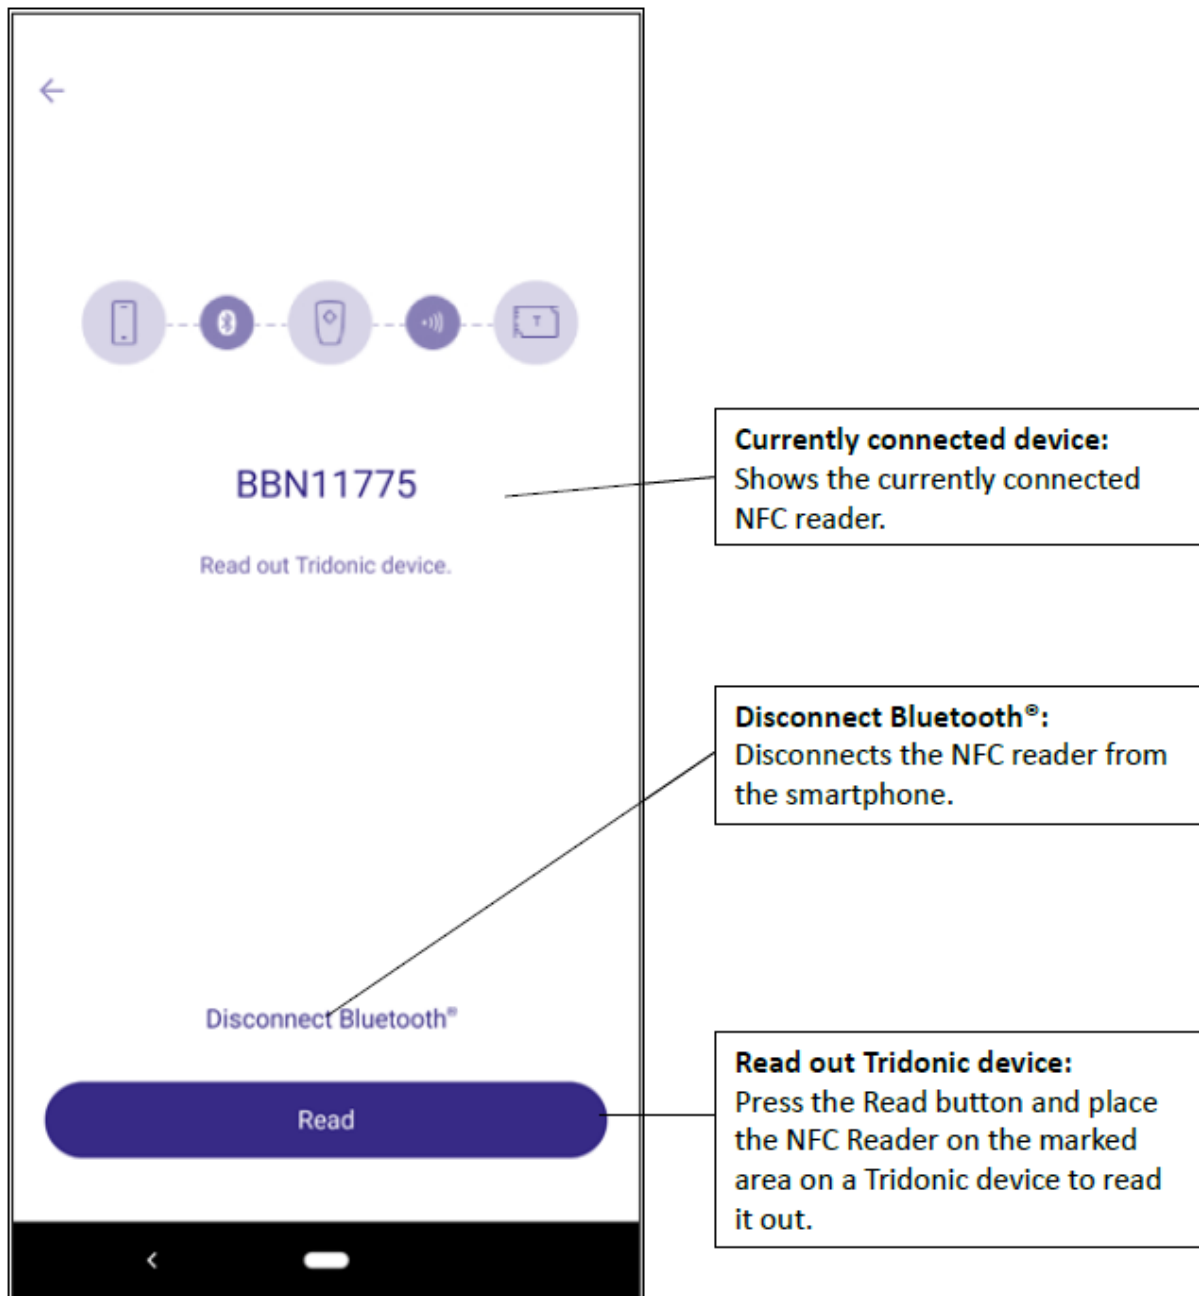 T
BBN11775
Read out Tridonic device.
Disconnect Bluetooth®
Read
Currently connected device:
Shows the currently connected
NFC reader.
Disconnect Bluetooth®:
Disconnects the NFC reader from
the smartphone.
Read out Tridonic device:
Press the Read button and place
the NFC Reader on the marked
area on a Tridonic device to read
it out.